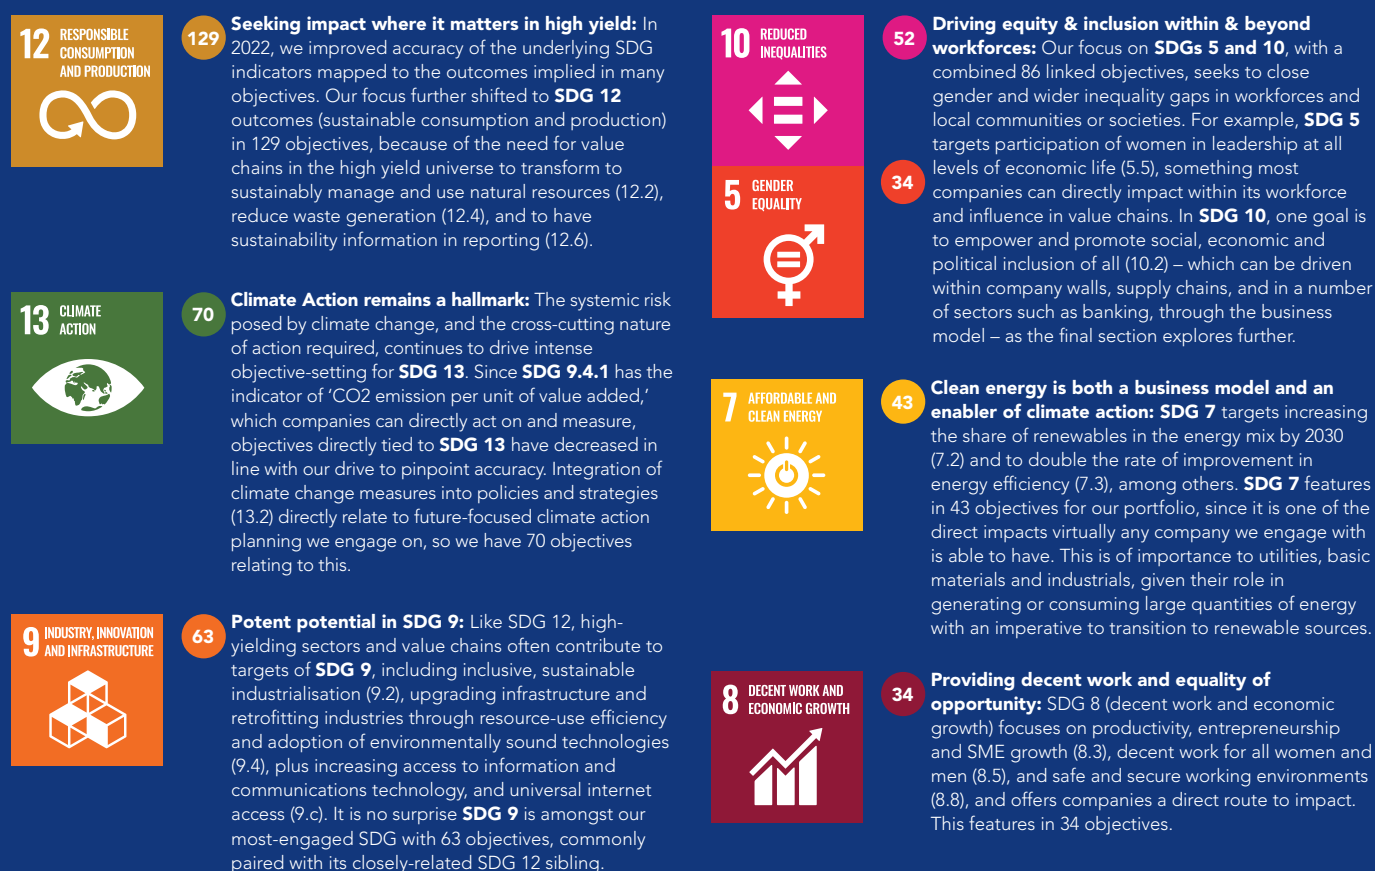 12 RESPONSIBLE
CONSUMPTION
AND PRODUCTION
129
Seeking impact where it matters in high yield: In
2022, we improved accuracy of the underlying SDG
indicators mapped to the outcomes implied in many
objectives. Our focus further shifted to SDG 12
outcomes (sustainable consumption and production)
in 129 objectives, because of the need for value
chains in the high yield universe to transform to
sustainably manage and use natural resources (12.2),
reduce waste generation (12.4), and to have
sustainability information in reporting (12.6).
13 CLIMATE
ACTION
70
Climate Action remains a hallmark: The systemic risk
posed by climate change, and the cross-cutting nature
of action required, continues to drive intense
objective-setting for SDG 13. Since SDG 9.4.1 has the
indicator of ‘CO2 emission per unit of value added,’
which companies can directly act on and measure,
objectives directly tied to SDG 13 have decreased in
line with our drive to pinpoint accuracy. Integration of
climate change measures into policies and strategies
(13.2) directly relate to future-focused climate action
planning we engage on, so we have 70 objectives
relating to this.
9 INDUSTRY, INNOVATION
AND INFRASTRUCTURE
63
Potent potential in SDG 9: Like SDG 12, high-
yielding sectors and value chains often contribute to
targets of SDG 9, including inclusive, sustainable
industrialisation (9.2), upgrading infrastructure and
retrofitting industries through resource-use efficiency
and adoption of environmentally sound technologies
(9.4), plus increasing access to information and
communications technology, and universal internet
access (9.c). It is no surprise SDG 9 is amongst our
most-engaged SDG with 63 objectives, commonly
paired with its closely-related SDG 12 sibling.
10 REDUCED
INEQUALITIES
52
5 GENDER
EQUALITY
34
Driving equity & inclusion within & beyond
workforces: Our focus on SDGs 5 and 10, with a
combined 86 linked objectives, seeks to close
gender and wider inequality gaps in workforces and
local communities or societies. For example, SDG 5
targets participation of women in leadership at all
levels of economic life (5.5), something most
companies can directly impact within its workforce
and influence in value chains. In SDG 10, one goal is
to empower and promote social, economic and
political inclusion of all (10.2) – which can be driven
within company walls, supply chains, and in a number
of sectors such as banking, through the business
model – as the final section explores further.
7 AFFORDABLE AND
CLEAN ENERGY
43
Clean energy is both a business model and an
enabler of climate action: SDG 7 targets increasing
the share of renewables in the energy mix by 2030
(7.2) and to double the rate of improvement in
energy efficiency (7.3), among others. SDG 7 features
in 43 objectives for our portfolio, since it is one of the
direct impacts virtually any company we engage with
is able to have. This is of importance to utilities, basic
materials and industrials, given their role in
generating or consuming large quantities of energy
with an imperative to transition to renewable sources.
8 DECENT WORK AND
ECONOMIC GROWTH
34
Providing decent work and equality of
opportunity: SDG 8 (decent work and economic
growth) focuses on productivity, entrepreneurship
and SME growth (8.3), decent work for all women and
men (8.5), and safe and secure working environments
(8.8), and offers companies a direct route to impact.
This features in 34 objectives.